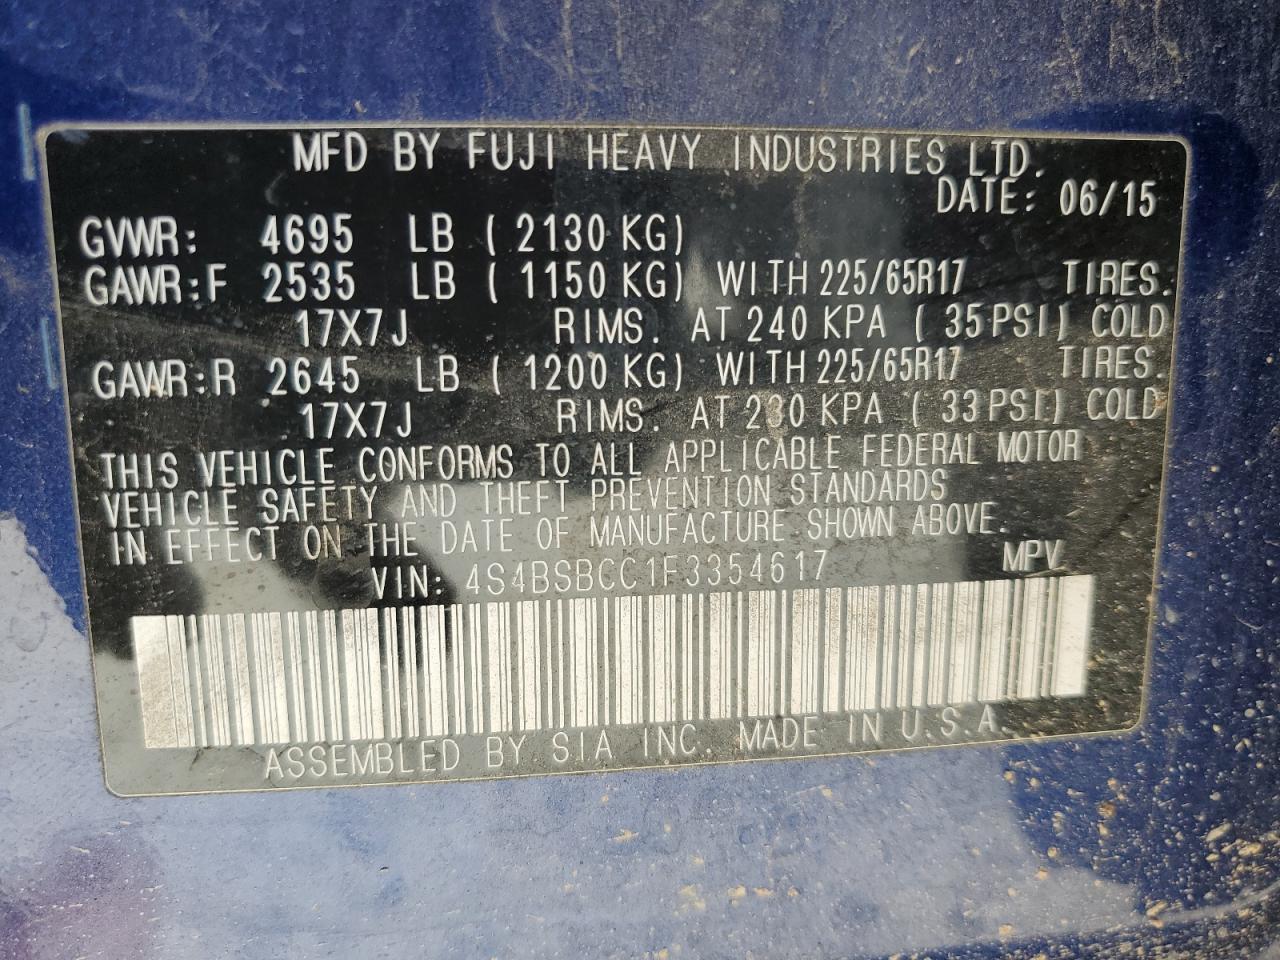 MFD BY FUJI HEAVY INDUSTRIES LTD.
DATE: 06/15
GVWR: 4695 LB ( 2130 KG)
GAWR:F 2535 LB ( 1150 KG) WITH 225/65R17 TIRES.
17X7J RIMS. AT 240 KPA ( 35 PSI) COLD
GAWR:R 2645 LB ( 1200 KG) WITH 225/65R17 TIRES.
17X7J RIMS. AT 230 KPA ( 33 PSI) COLD
THIS VEHICLE CONFORMS TO ALL APPLICABLE FEDERAL MOTOR
VEHICLE SAFETY AND THEFT PREVENTION STANDARDS
IN EFFECT ON THE DATE OF MANUFACTURE SHOWN ABOVE.
VIN: 4S4BSBCC1F3354617 MPV
ASSEMBLED BY SIA INC. MADE IN U.S.A.